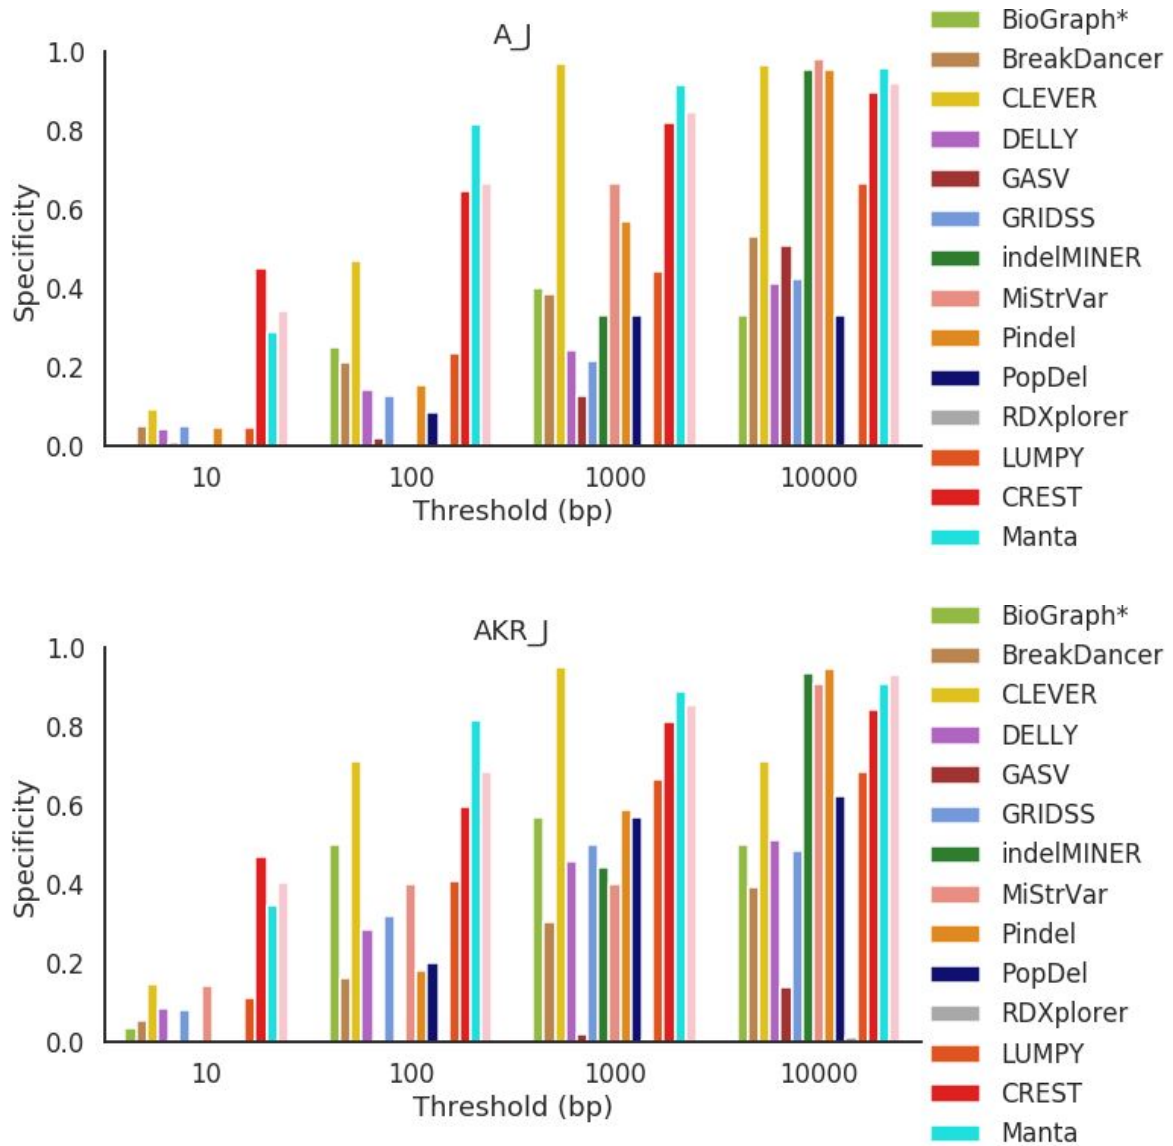 A_J
Specificity
1.0
0.8
0.6
0.4
0.2
0.0
10
100
1000
10000
Threshold (bp)
BioGraph*
BreakDancer
CLEVER
DELLY
GASV
GRIDSS
indelMINER
MiStrVar
Pindel
PopDel
RDXplorer
LUMPY
CREST
Manta
AKR_J
Specificity
1.0
0.8
0.6
0.4
0.2
0.0
10
100
1000
10000
Threshold (bp)
BioGraph*
BreakDancer
CLEVER
DELLY
GASV
GRIDSS
indelMINER
MiStrVar
Pindel
PopDel
RDXplorer
LUMPY
CREST
Manta